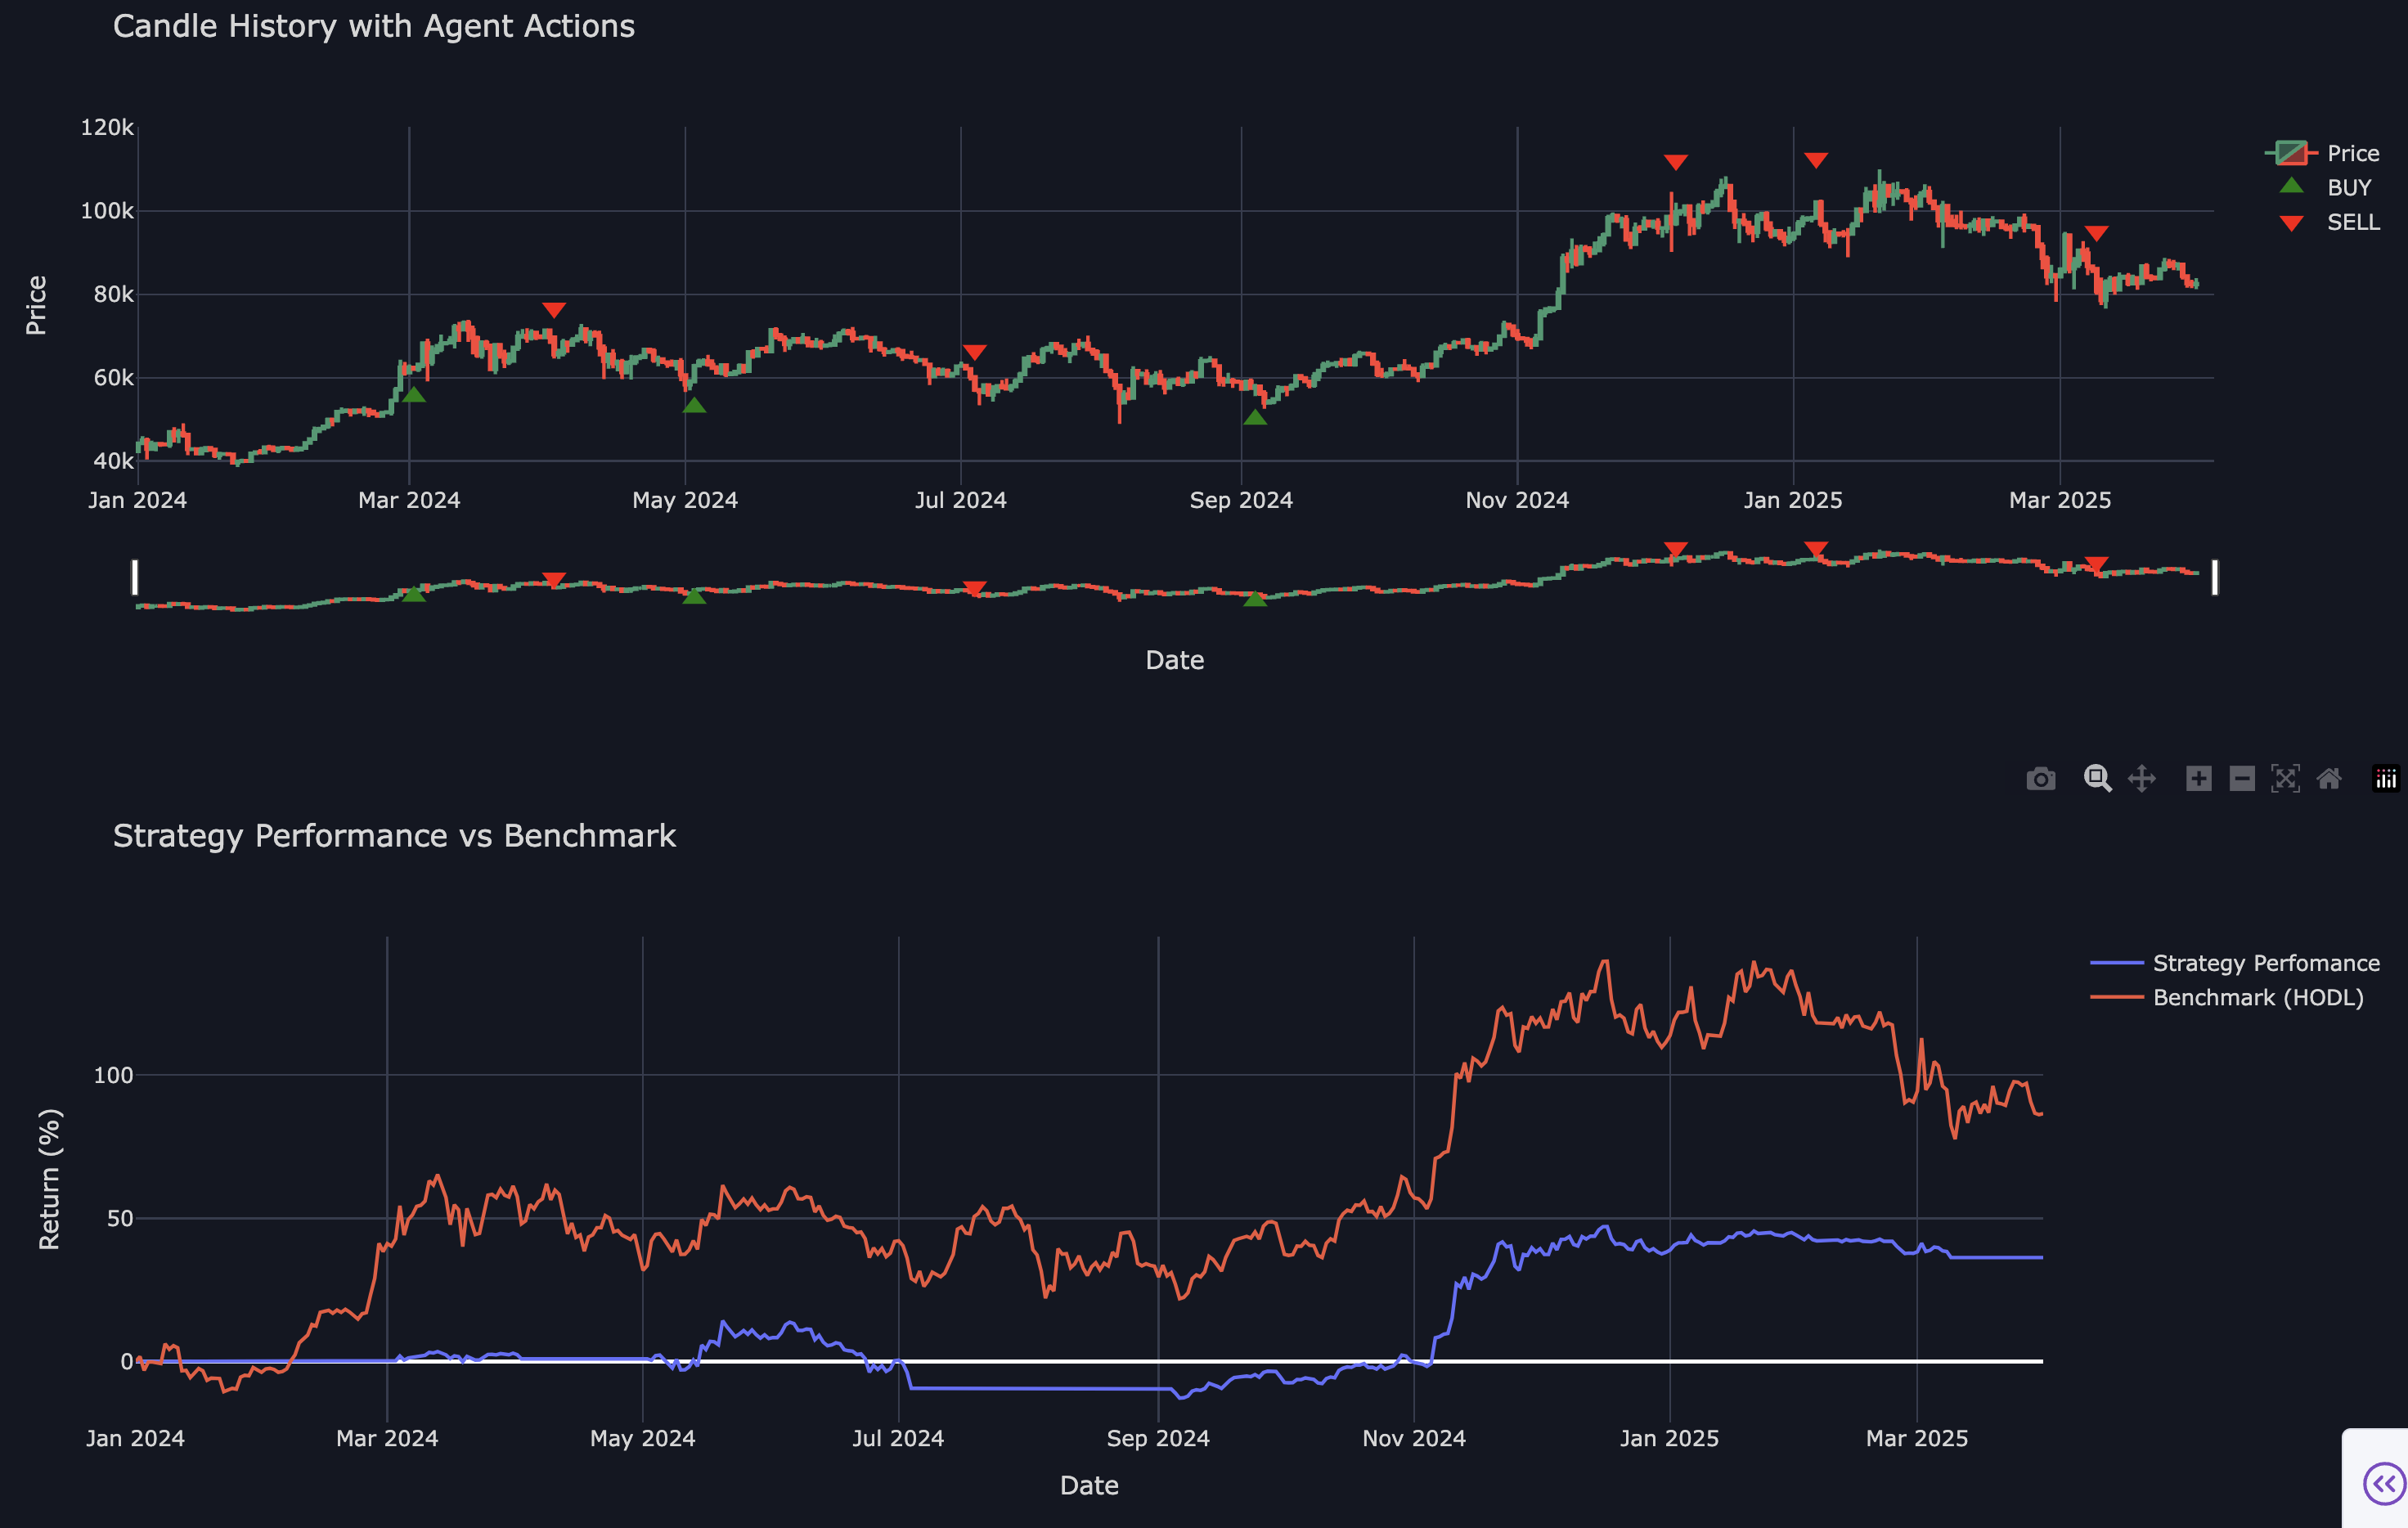 Candle History with Agent Actions
120k
100k
80k
60k
40k
Price
Jan 2024
Mar 2024
May 2024
Jul 2024
Sep 2024
Nov 2024
Jan 2025
Mar 2025
Price
BUY
SELL
Date
Strategy Performance vs Benchmark
100
50
0
Return (%)
Jan 2024
Mar 2024
May 2024
Jul 2024
Sep 2024
Nov 2024
Jan 2025
Mar 2025
Strategy Perfomance
Benchmark (HODL)
Date